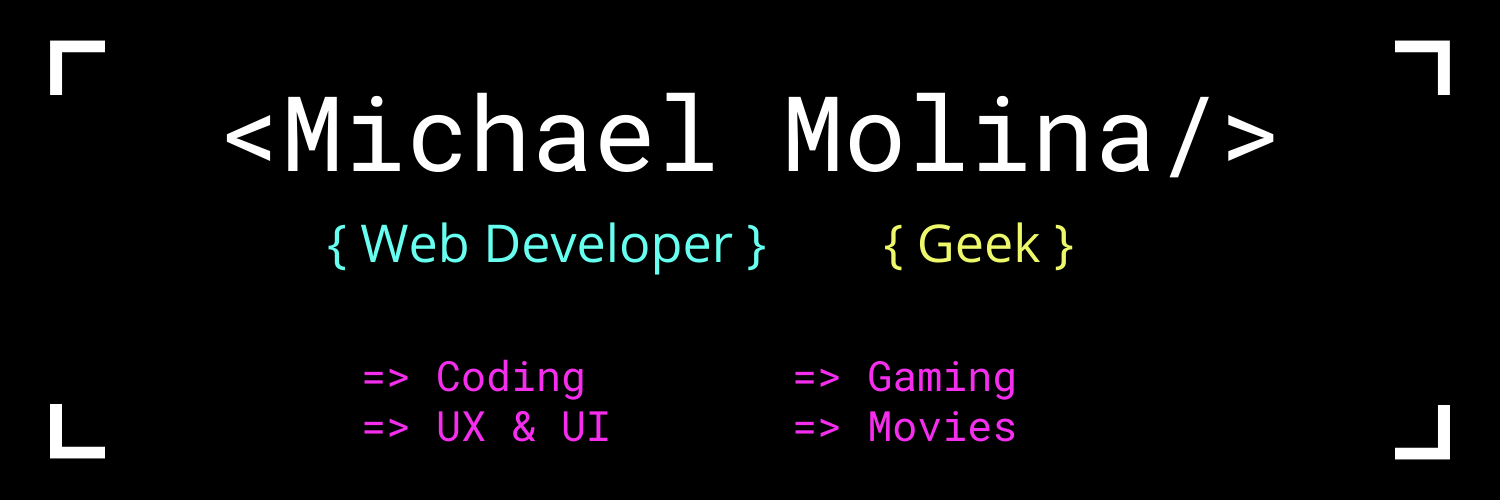 <Michael Molina/>
{ Web Developer } { Geek }
=> Coding => Gaming
=> UX & UI => Movies